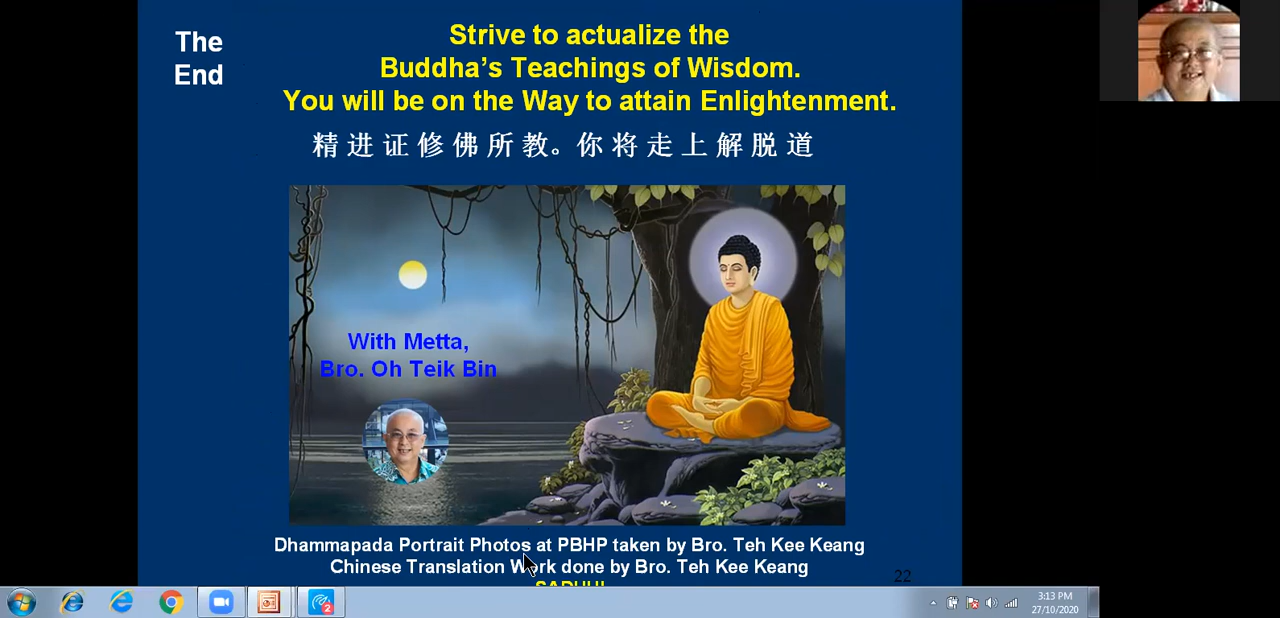 The
End
Strive to actualize the
Buddha's Teachings of Wisdom.
You will be on the Way to attain Enlightenment.
精进证修佛所教。你将走上解脱道
With Metta,
Bro. Oh Teik Bin
Dhammapada Portrait Photos at PBHP taken by Bro. Teh Kee Keang
Chinese Translation Work done by Bro. Teh Kee Keang
22
2
3:13 PM
27/10/2020